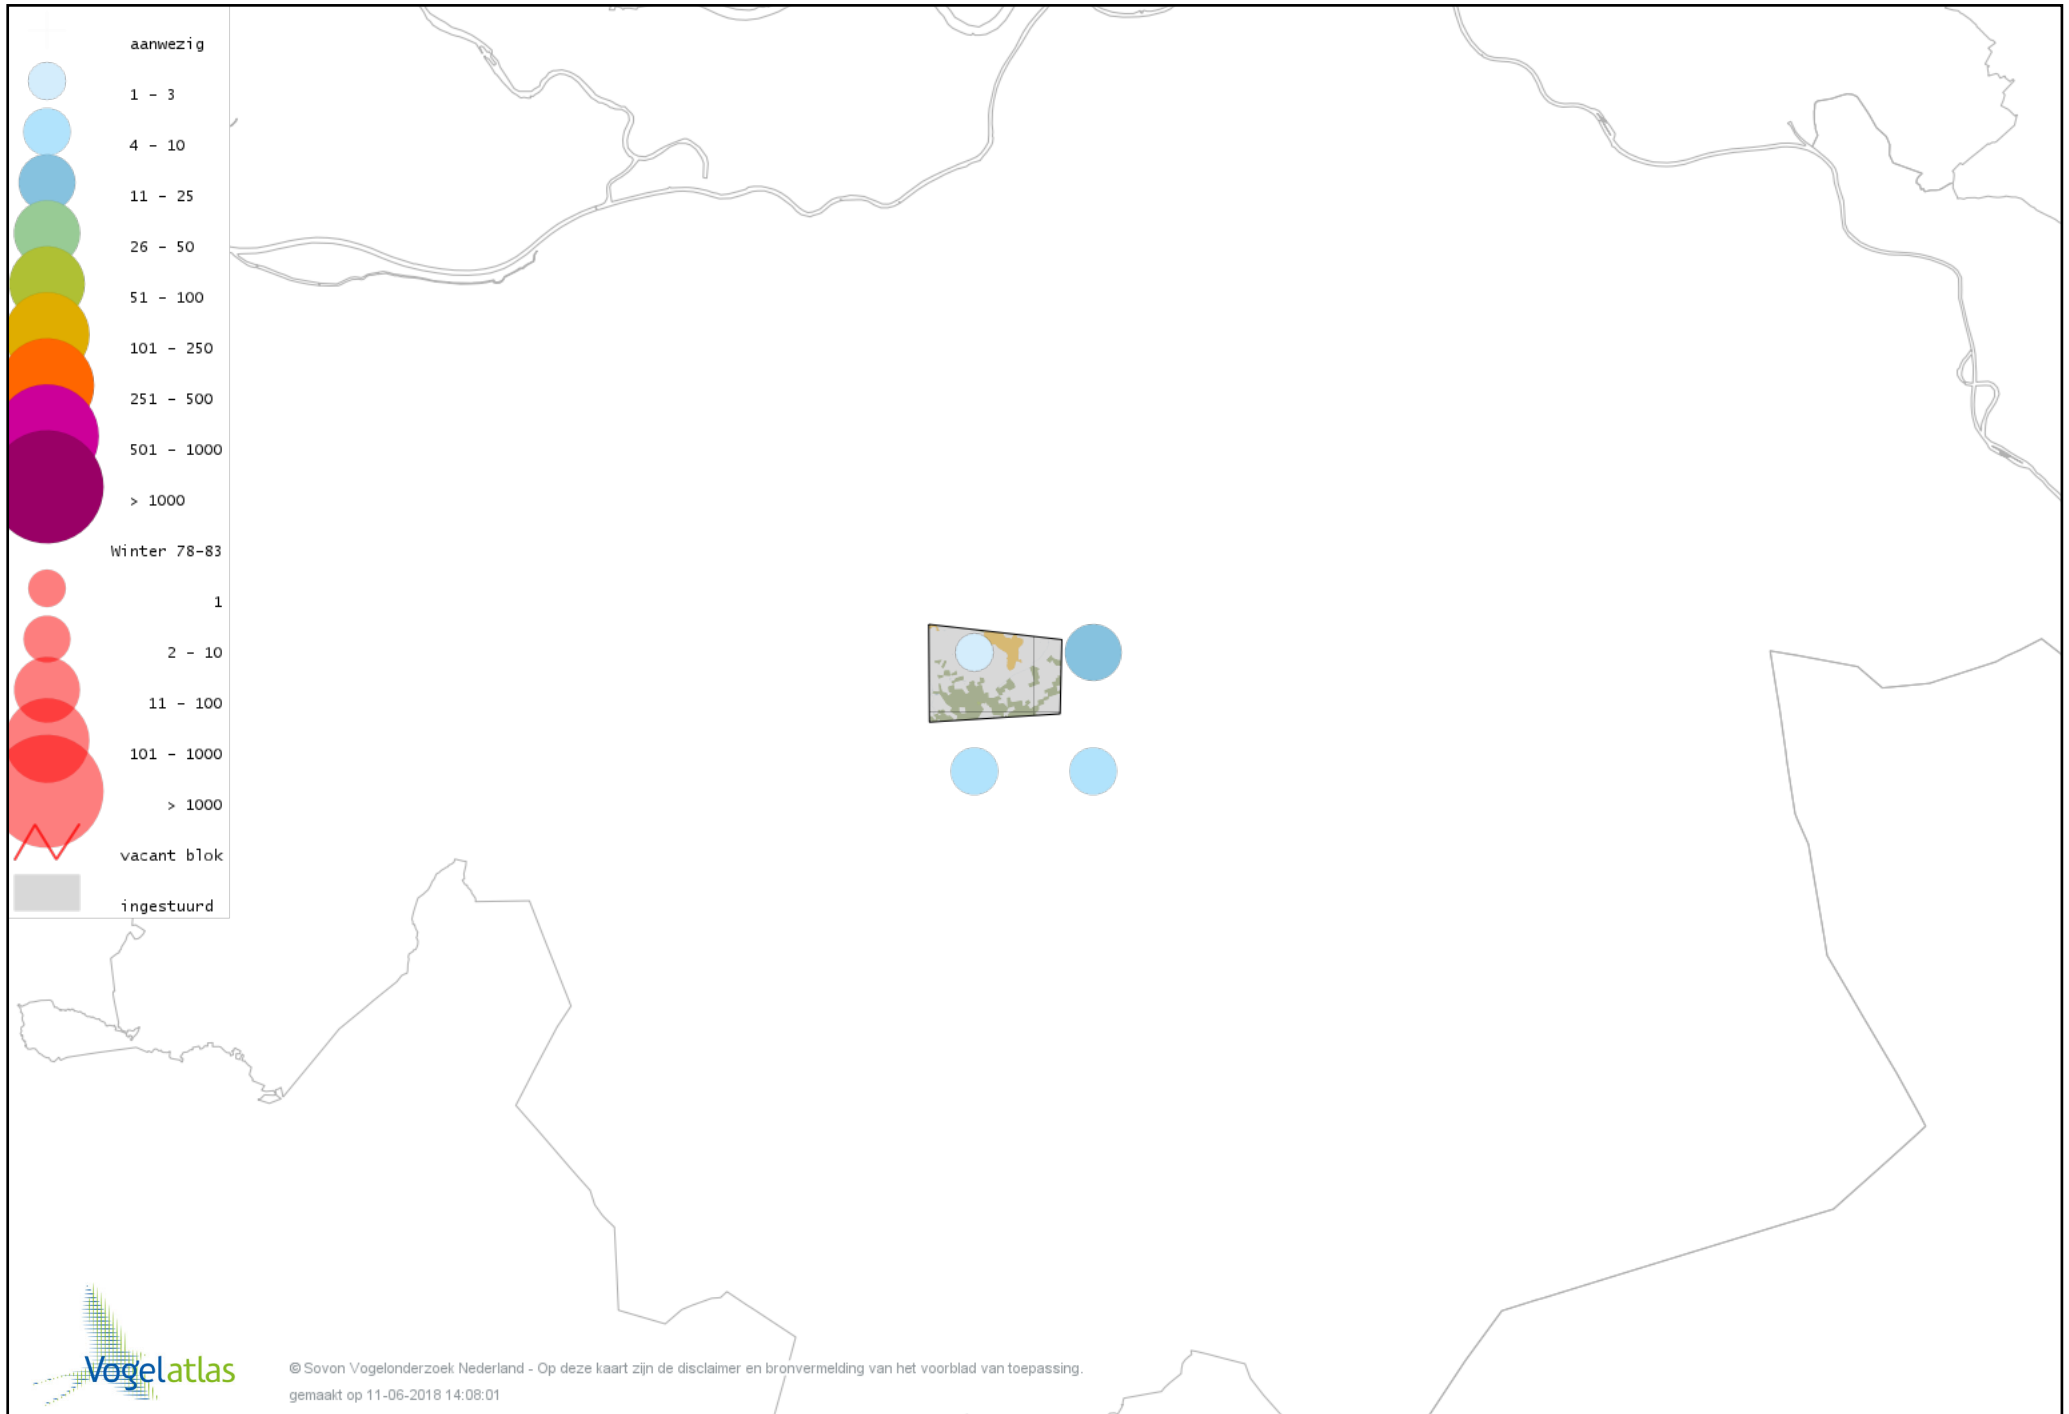 aanwezig
1 - 3
4 - 10
11 - 25
26 - 50
51 - 100
101 - 250
251 - 500
501 - 1000
> 1000
Winter 78-83
1
2 - 10
11 - 100
101 - 1000
> 1000
vacant blok
ingestuurd
Vogelatlas
© Sovon Vogelonderzoek Nederland - Op deze kaart zijn de disclaimer en bronvermelding van het voorblad van toepassing.
gemaakt op 11-06-2018 14:08:01